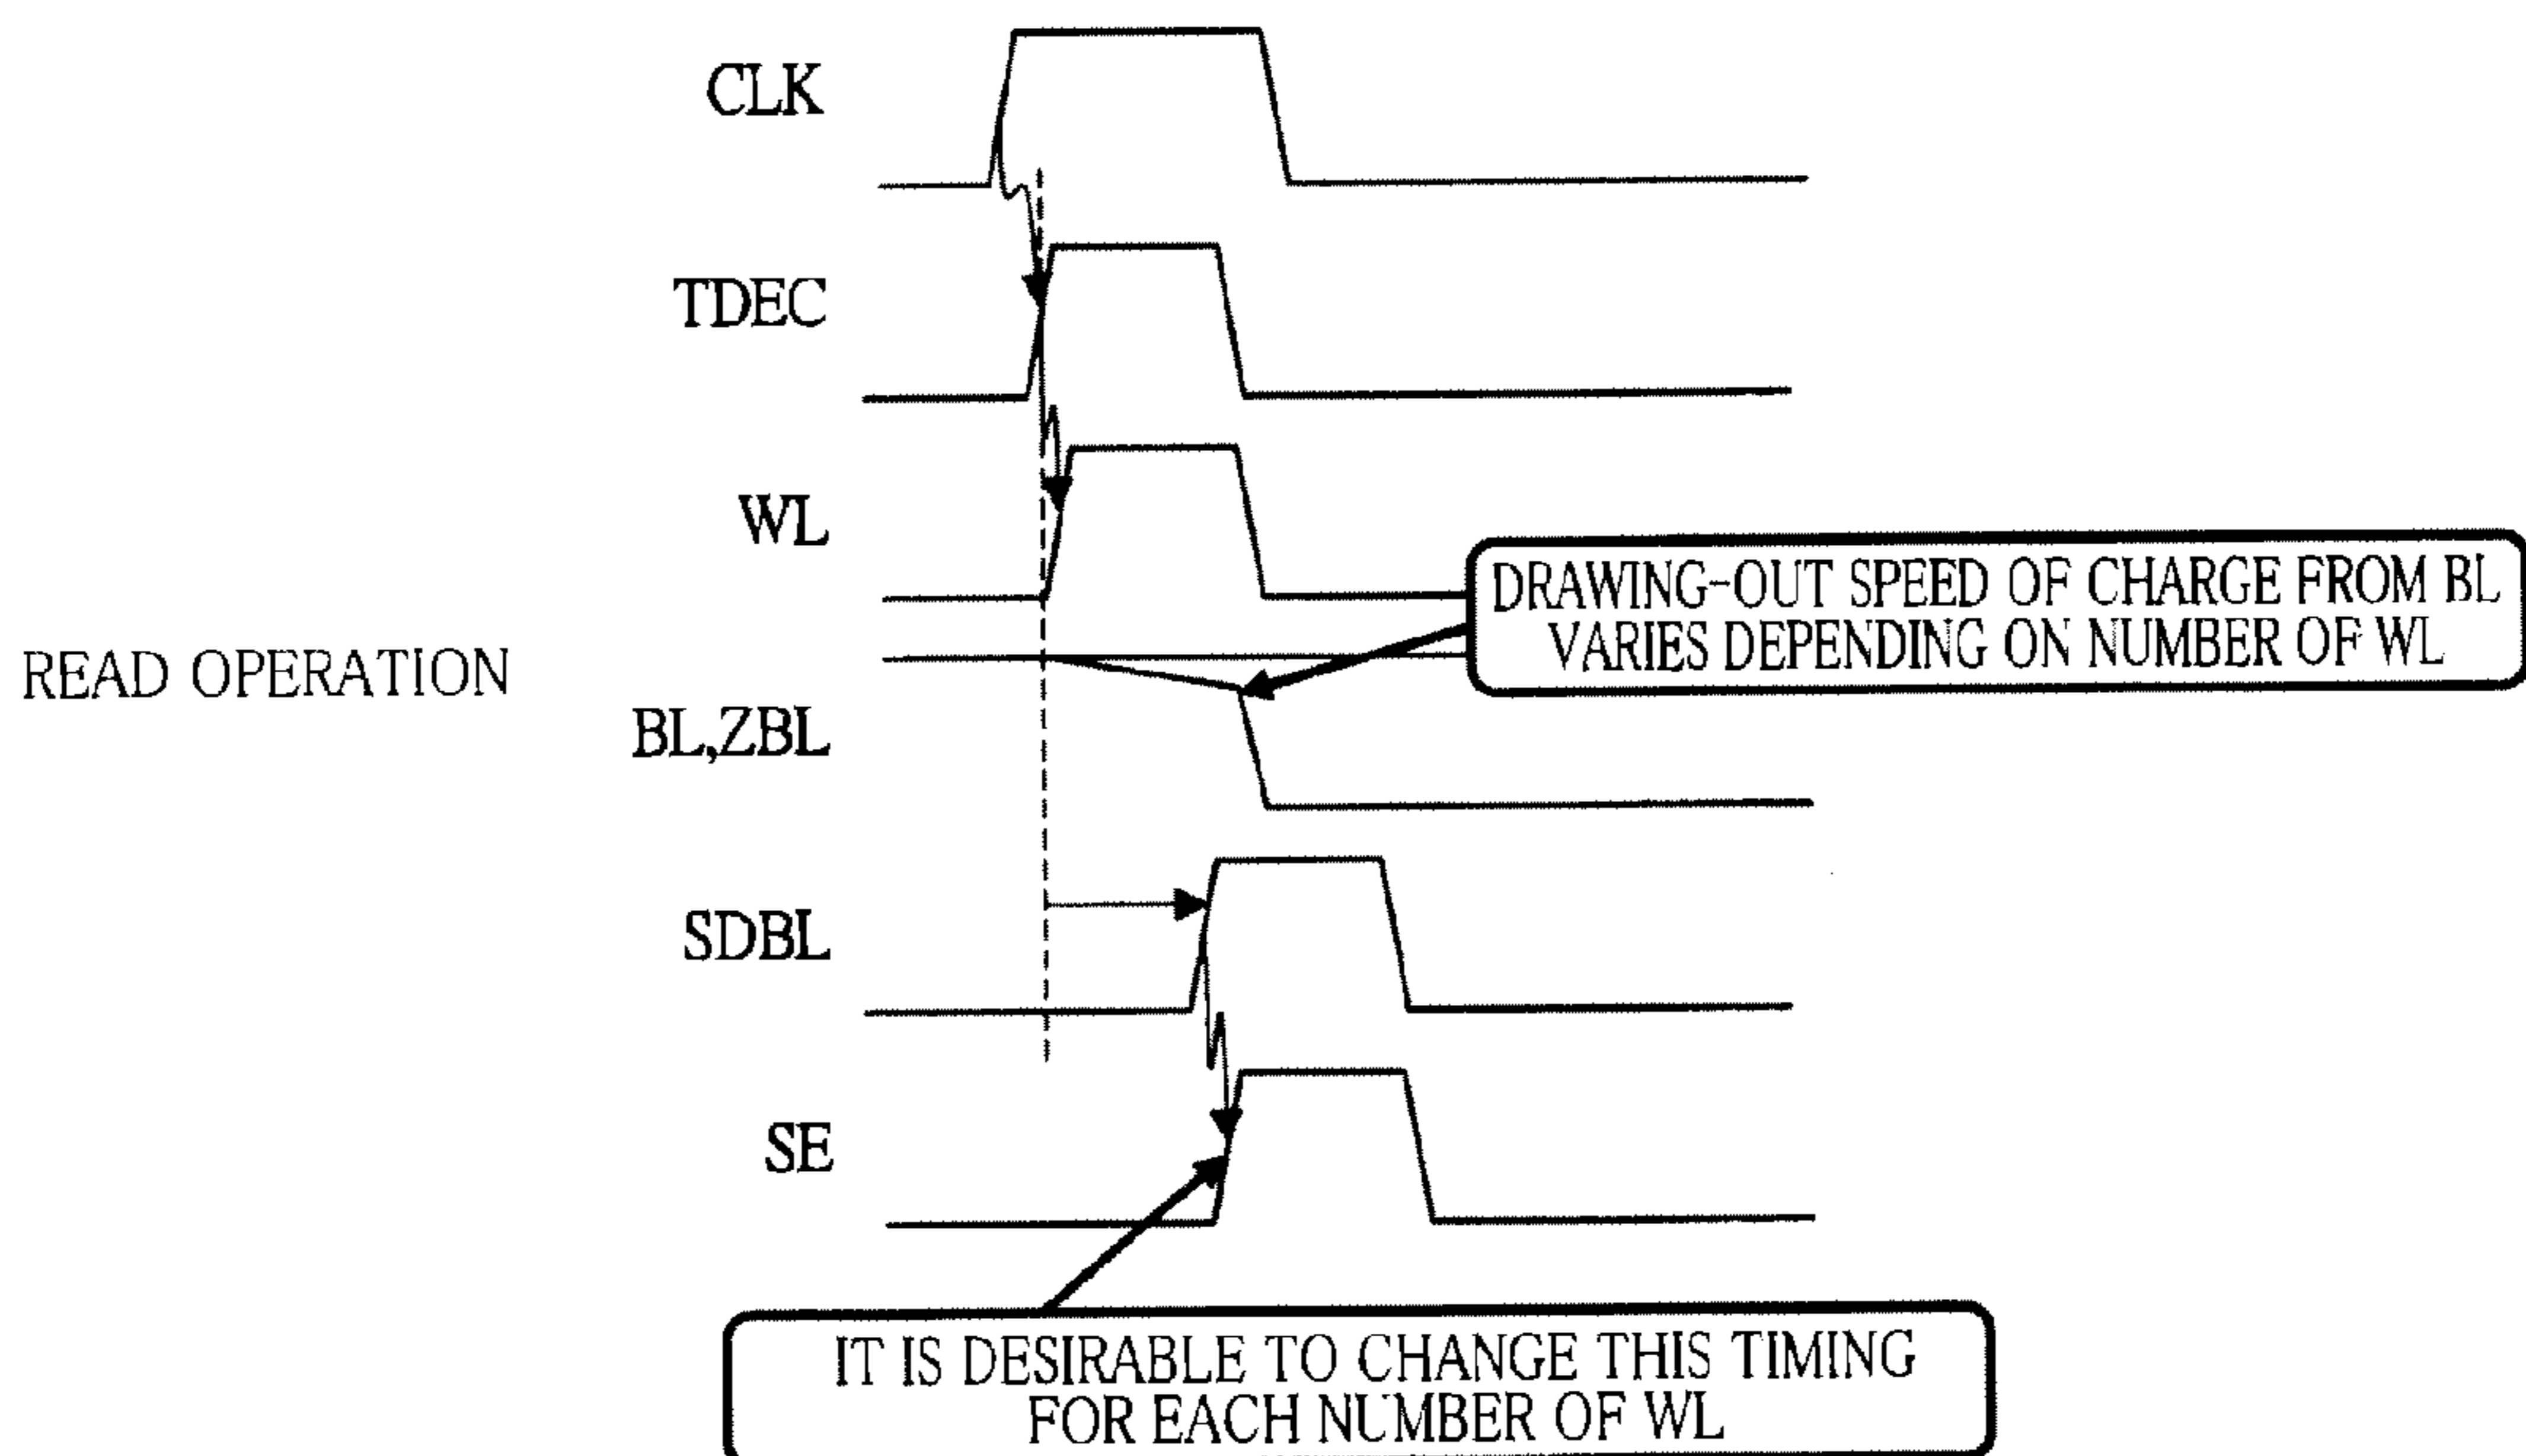 CLK
TDEC
WL
DRAWING-OUT SPEED OF CHARGE FROM BL
VARIES DEPENDING ON NUMBER OF WL
READ OPERATION
BL,ZBL
SDBL
SE
IT IS DESIRABLE TO CHANGE THIS TIMING
FOR EACH NUMBER OF WL